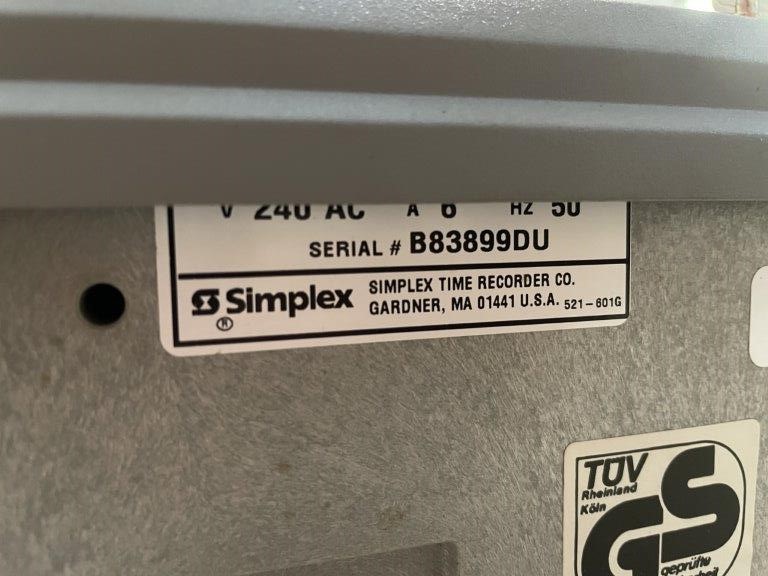 V 240 AC A 6 HZ 50
SERIAL # B83899DU
Simplex
®
SIMPLEX TIME RECORDER CO.
GARDNER, MA 01441 U.S.A. 521-601G
TÜV
Rheinland
Köln
GS
geprüfte